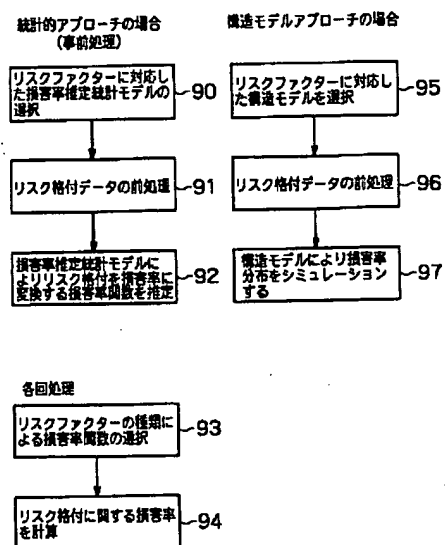 統計的アプローチの場合
(事前処理)
リスクファクターに対応し
た損害率推定統計モデルの
選択
90
リスク格付データの前処理
91
損害率推定統計モデルに
よりリスク格付を損害率に
変換する損害率関数を推定
92
構造モデルアプローチの場合
リスクファクターに対応し
た構造モデルを選択
95
リスク格付データの前処理
96
構造モデルにより損害率
分布をシミュレーション
する
97
各回処理
リスクファクターの種類に
よる損害率関数の選択
93
リスク格付に関する損害率
を計算
94